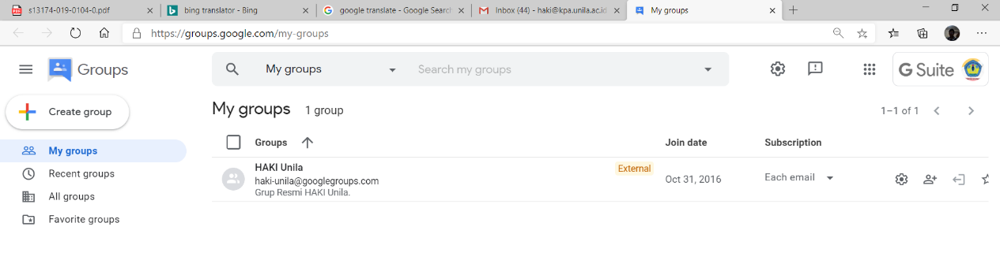 s13174-019-0104-0.pdf
bing translator - Bing
google translate - Google Search
Inbox (44) - haki@kpa.unila.ac.id
My groups
https://groups.google.com/my-groups
Groups
My groups
Search my groups
G Suite
Create group
My groups
1 group
1–1 of 1
Groups
Join date
Subscription
My groups
Recent groups
All groups
Favorite groups
HAKI Unila
haki-unila@googlegroups.com
Grup Resmi HAKI Unila.
External
Oct 31, 2016
Each email